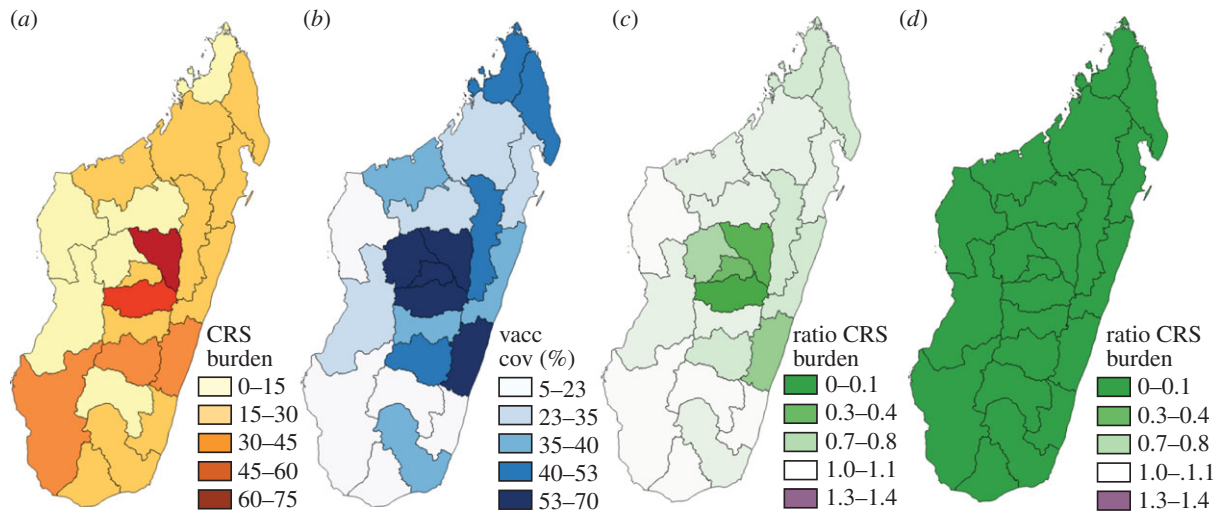 (a)
(b)
(c)
(d)
CRS
burden
0–15
15–30
30–45
45–60
60–75
vacc
cov (%)
5–23
23–35
35–40
40–53
53–70
ratio CRS
burden
0–0.1
0.3–0.4
0.7–0.8
1.0–1.1
1.3–1.4
ratio CRS
burden
0–0.1
0.3–0.4
0.7–0.8
1.0–.1.1
1.3–1.4